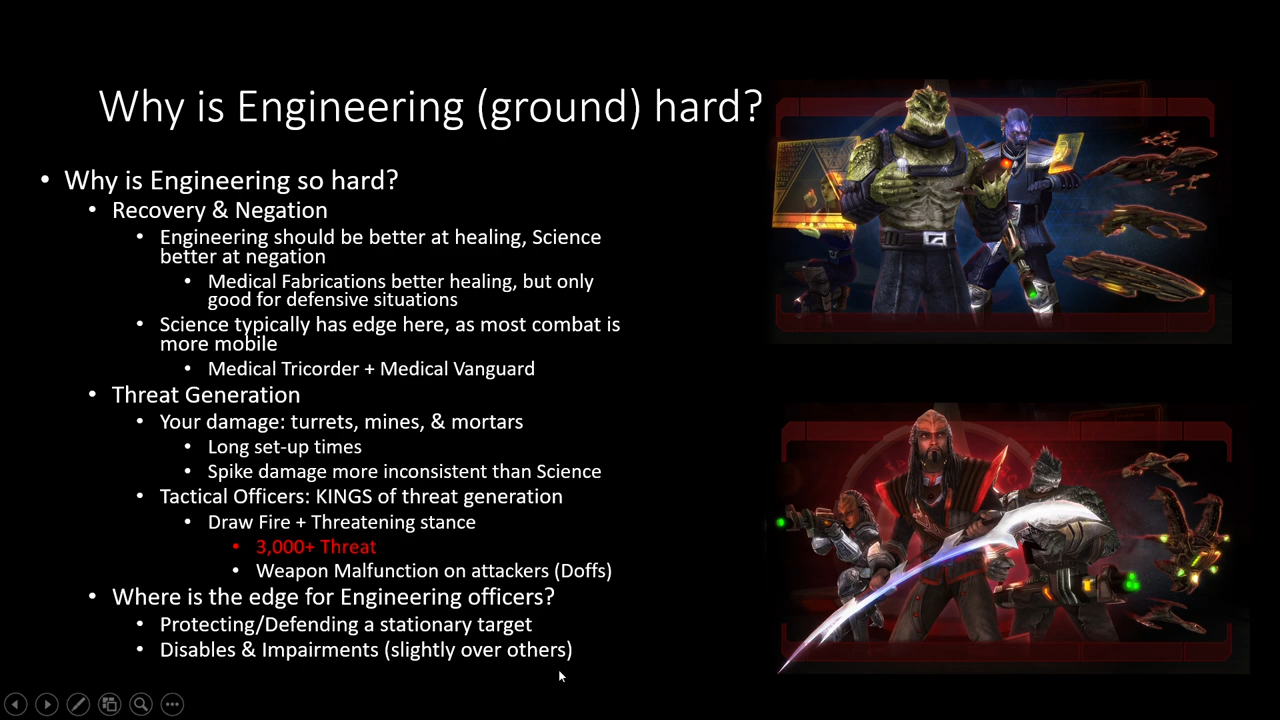 Why is Engineering (ground) hard?
• Why is Engineering so hard?
• Recovery & Negation
• Engineering should be better at healing, Science
better at negation
• Medical Fabrications better healing, but only
good for defensive situations
• Science typically has edge here, as most combat is
more mobile
• Medical Tricorder + Medical Vanguard
• Threat Generation
• Your damage: turrets, mines, & mortars
• Long set-up times
• Spike damage more inconsistent than Science
• Tactical Officers: KINGS of threat generation
• Draw Fire + Threatening stance
• 3,000+ Threat
• Weapon Malfunction on attackers (Doffs)
• Where is the edge for Engineering officers?
• Protecting/Defending a stationary target
• Disables & Impairments (slightly over others)